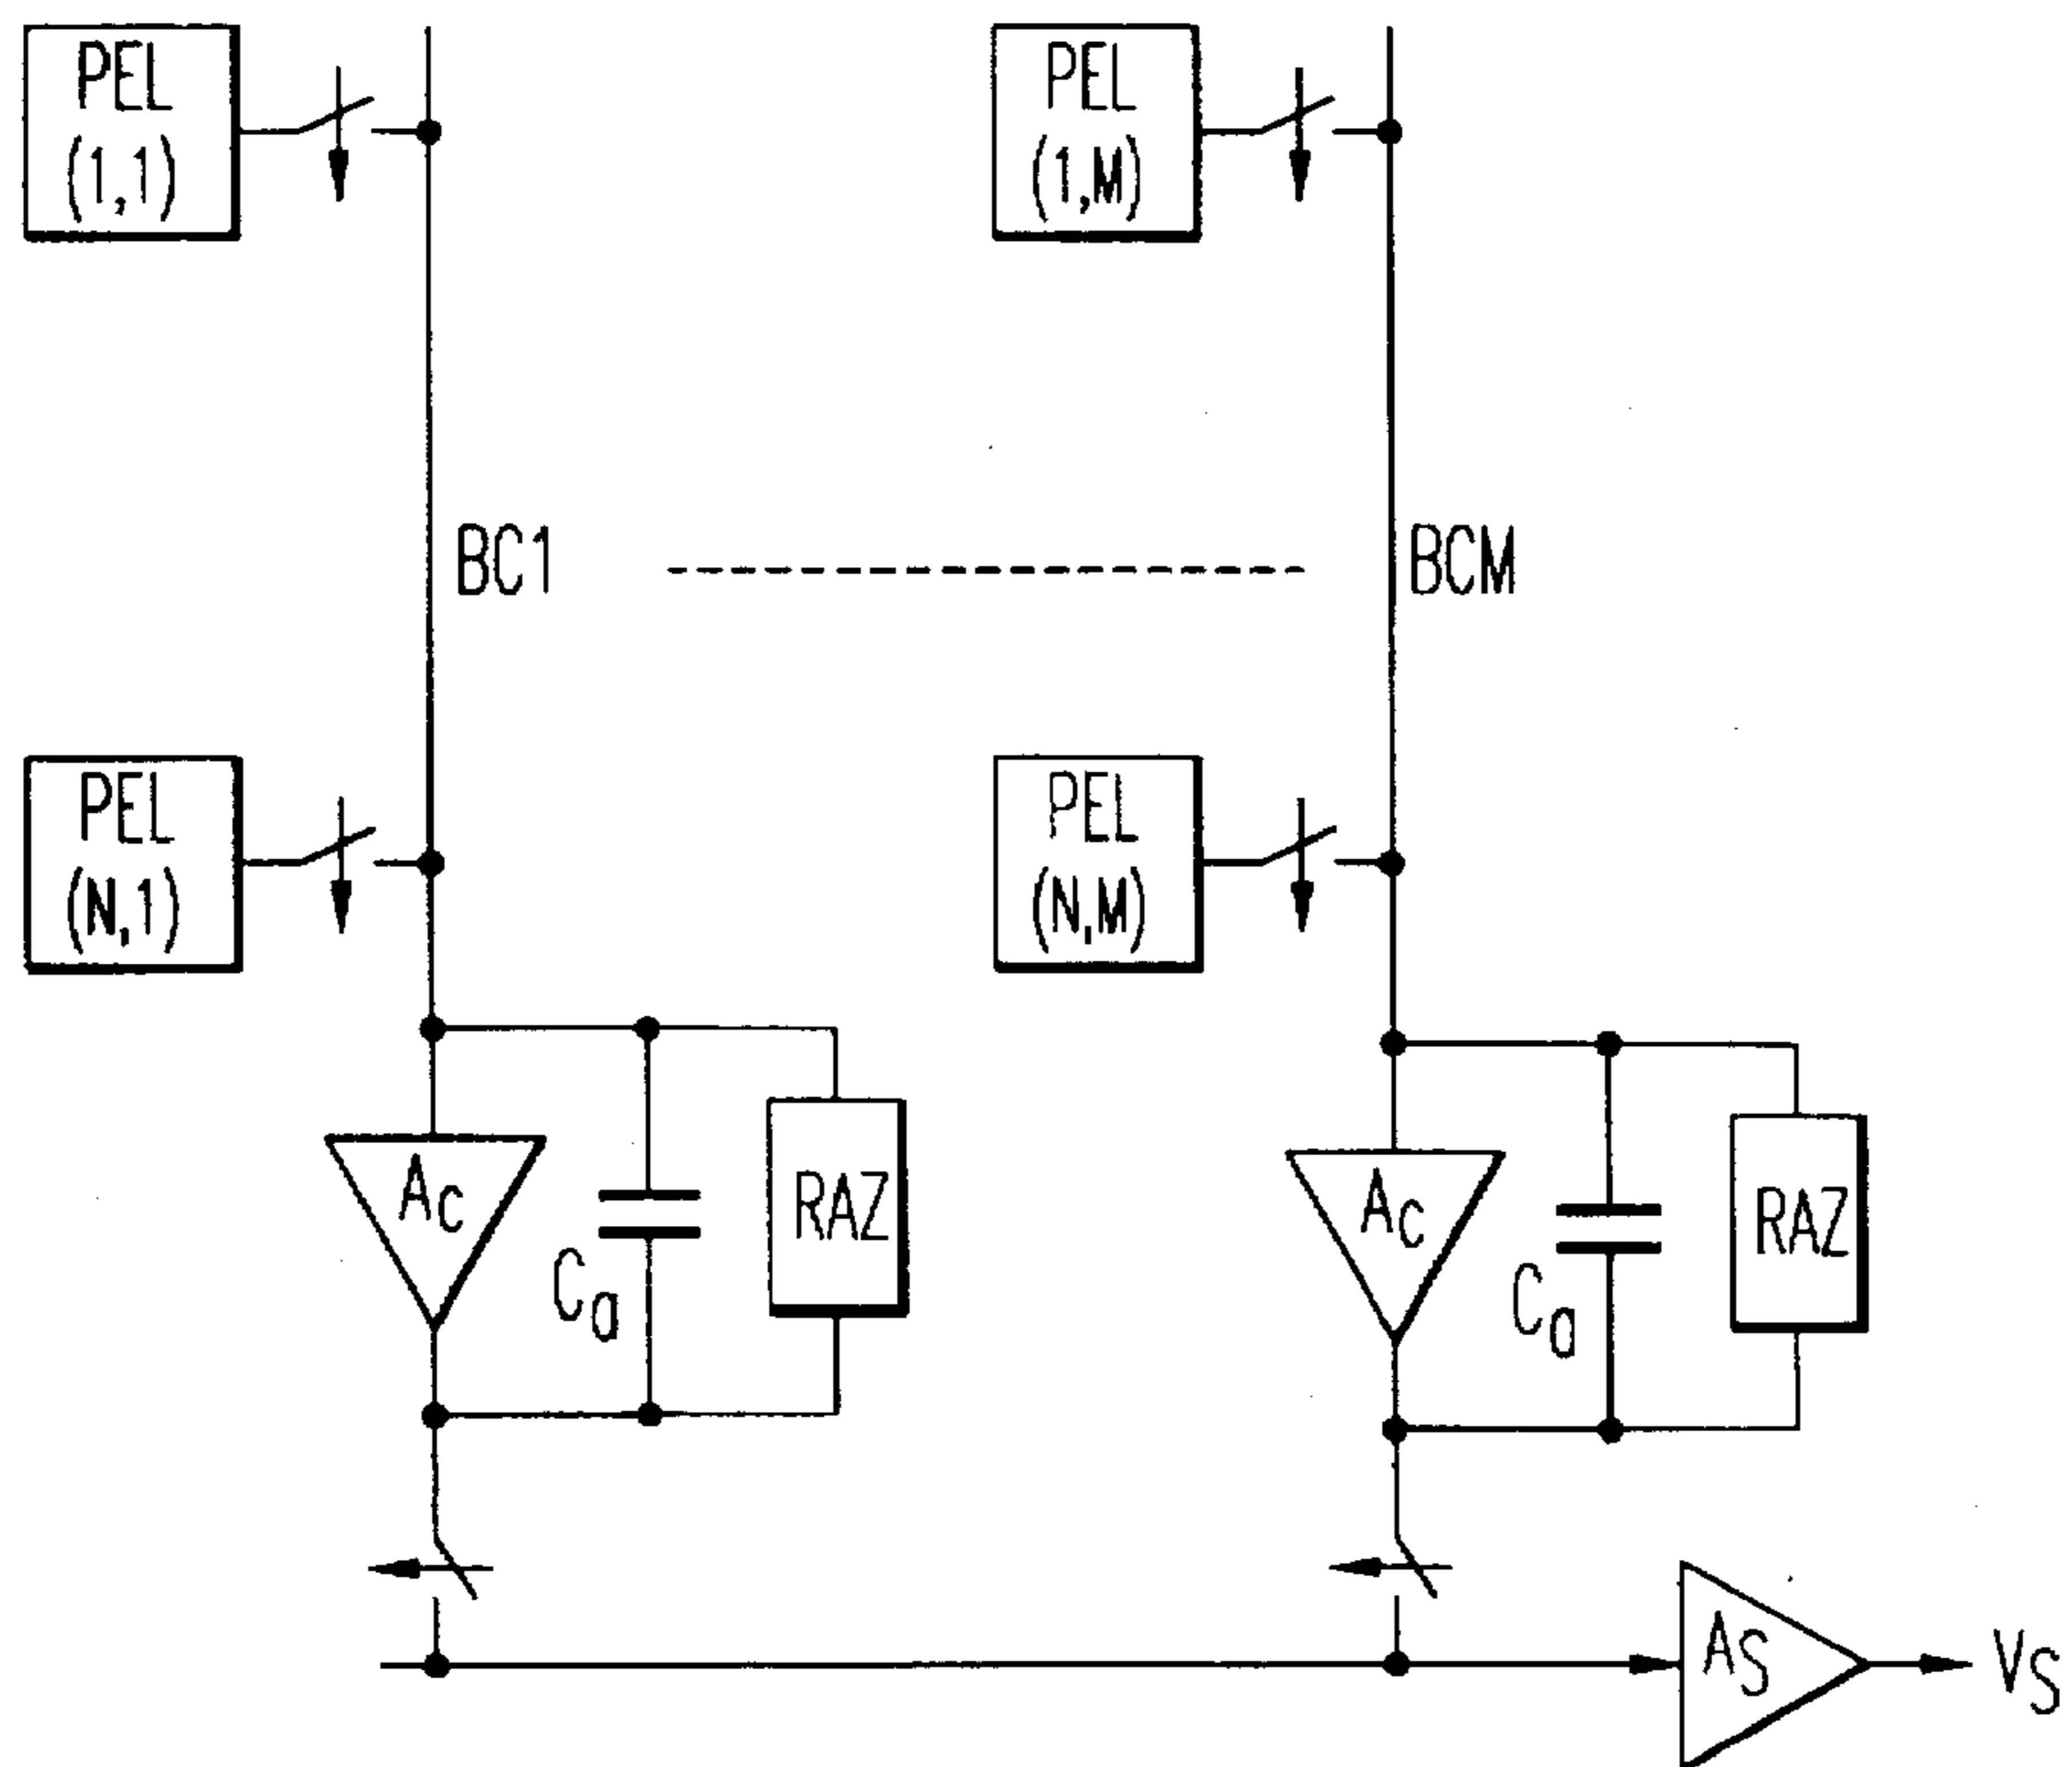 PEL
(1,1)
PEL
(1,M)
BC1
BCM
PEL
(N,1)
PEL
(N,M)
AC
Ca
RAZ
AC
Ca
RAZ
AS
VS